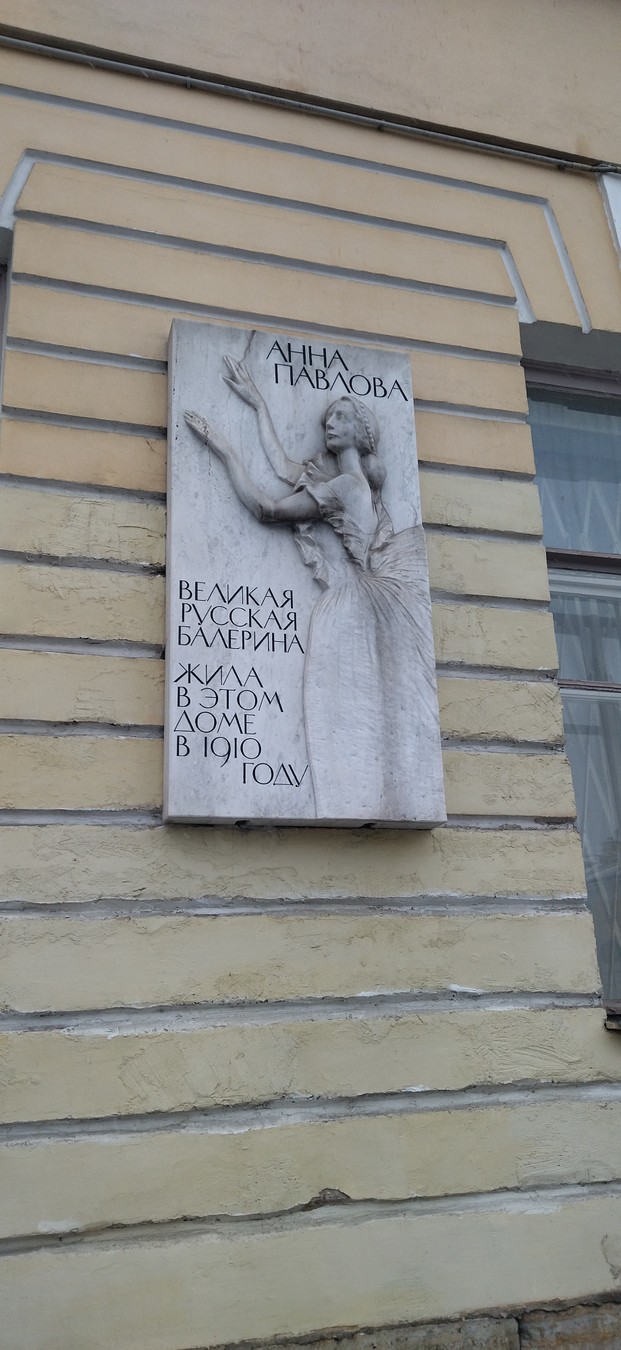 АННА
ПАВЛОВА
ВЕЛИКАЯ
РУССКАЯ
БАЛЕРИНА
ЖИЛА
В ЭТОМ
ДОМЕ
В 1910
ГОДУ